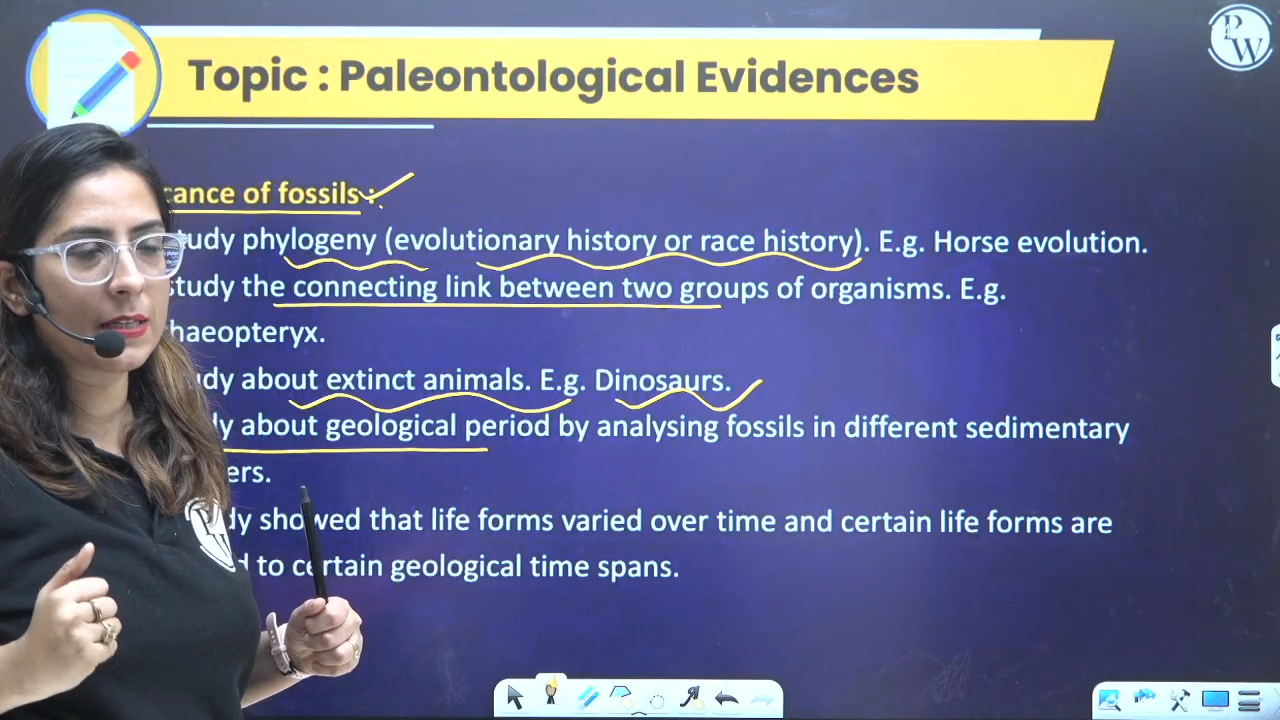 Topic : Paleontological Evidences
PW
cance of fossils :
tudy phylogeny (evolutionary history or race history). E.g. Horse evolution.
study the connecting link between two groups of organisms. E.g.
haeopteryx.
udy about extinct animals. E.g. Dinosaurs.
ly about geological period by analysing fossils in different sedimentary
ers.
dy showed that life forms varied over time and certain life forms are
d to certain geological time spans.